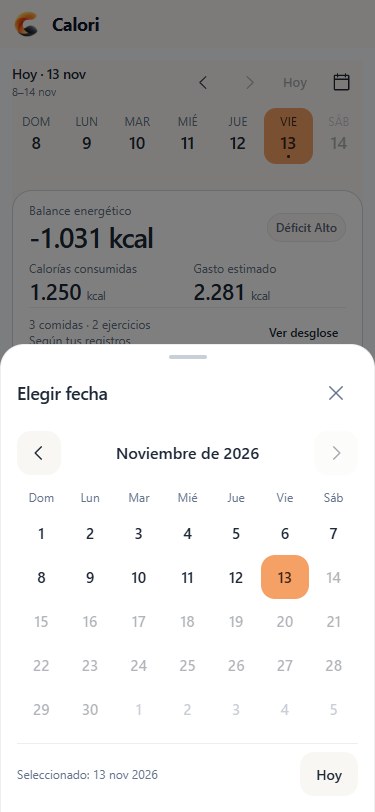 Calori
Hoy · 13 nov
8–14 nov
Hoy
DOM LUN MAR MIÉ JUE VIE SÁB
8 9 10 11 12 13 14
Balance energético
-1.031 kcal
Déficit Alto
Calorías consumidas Gasto estimado
1.250 kcal 2.281 kcal
3 comidas · 2 ejercicios
Ver desglose
Según tus registros
Elegir fecha
Noviembre de 2026
Dom Lun Mar Mié Jue Vie Sáb
1 2 3 4 5 6 7
8 9 10 11 12 13 14
15 16 17 18 19 20 21
22 23 24 25 26 27 28
29 30 1 2 3 4 5
Seleccionado: 13 nov 2026
Hoy